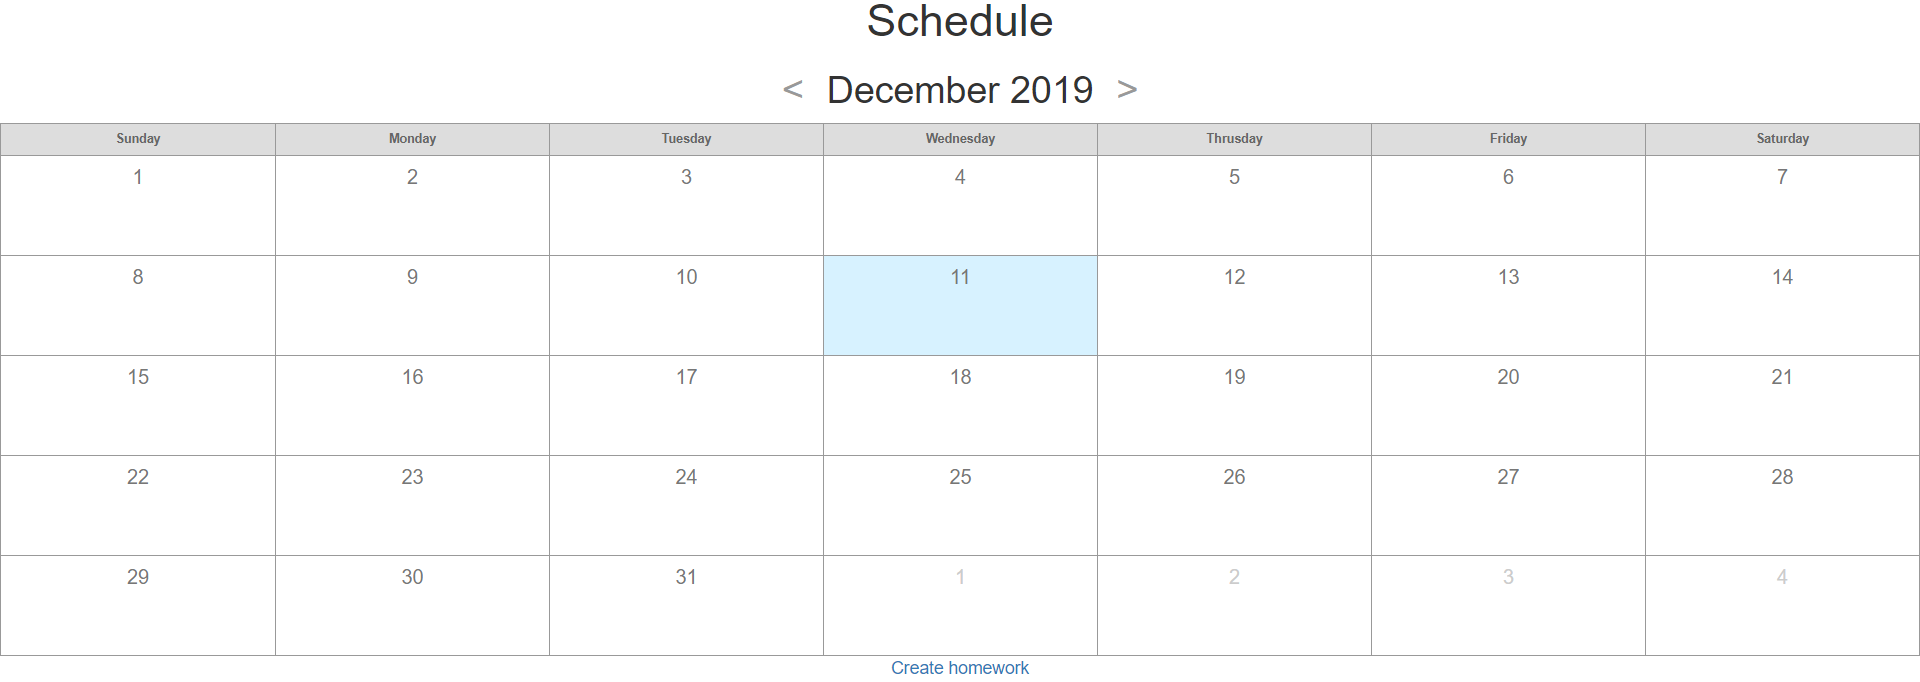 Schedule
< December 2019 >
Sunday Monday Tuesday Wednesday Thrusday Friday Saturday
1 2 3 4 5 6 7
8 9 10 11 12 13 14
15 16 17 18 19 20 21
22 23 24 25 26 27 28
29 30 31 1 2 3 4
Create homework